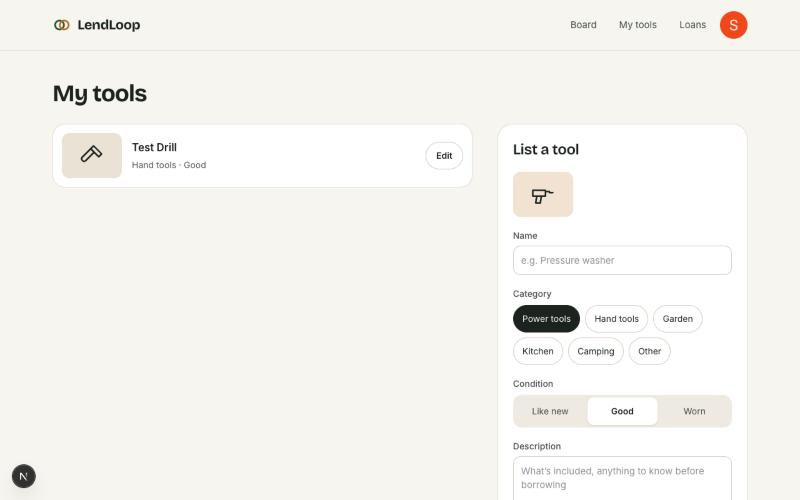 LendLoop
Board
My tools
Loans
S
My tools
Test Drill
Hand tools · Good
Edit
List a tool
Name
e.g. Pressure washer
Category
Power tools
Hand tools
Garden
Kitchen
Camping
Other
Condition
Like new
Good
Worn
Description
What's included, anything to know before
borrowing
N